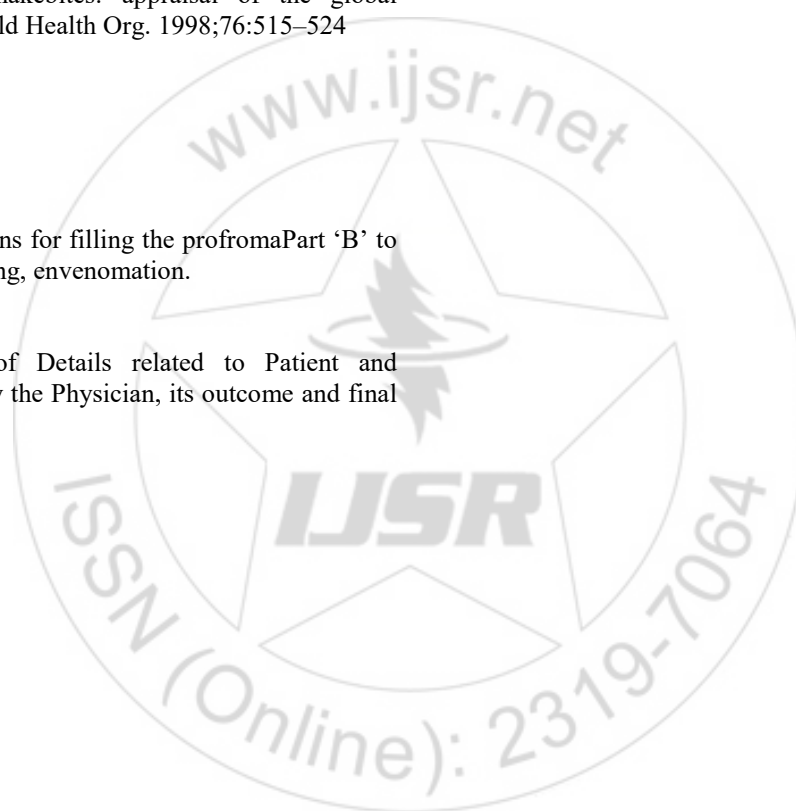 akebites: appraisal of the global
ld Health Org. 1998;76:515–524
www.ijsr.net
ns for filling the profromaPart ‘B’ to
ng, envenomation.
of Details related to Patient and
y the Physician, its outcome and final
IJSR
ISSN (Online): 2319-7064